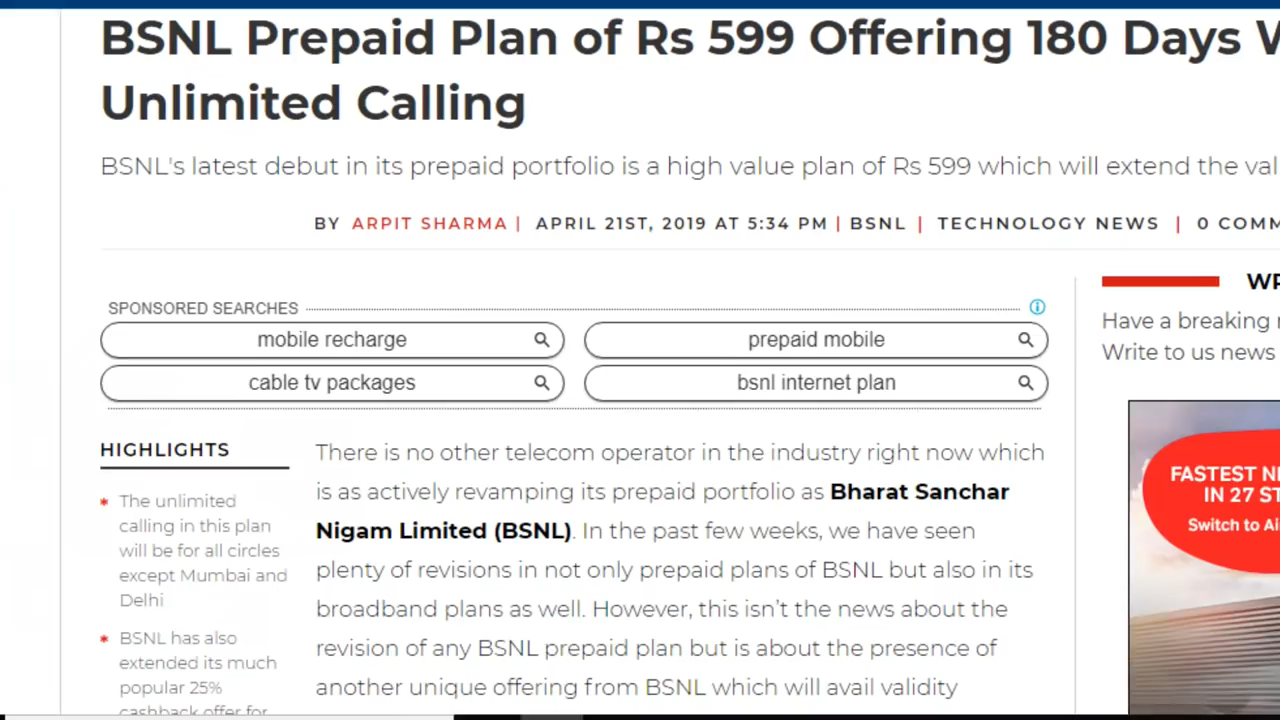 BSNL Prepaid Plan of Rs 599 Offering 180 Days
Unlimited Calling
BSNL's latest debut in its prepaid portfolio is a high value plan of Rs 599 which will extend the
BY ARPIT SHARMA | APRIL 21ST, 2019 AT 5:34 PM | BSNL | TECHNOLOGY NEWS | 0
SPONSORED SEARCHES
mobile recharge
prepaid mobile
cable tv packages
bsnl internet plan
HIGHLIGHTS
* The unlimited
calling in this plan
will be for all circles
except Mumbai and
Delhi
* BSNL has also
extended its much
popular 25%
cashback offer for
There is no other telecom operator in the industry right now which
is as actively revamping its prepaid portfolio as Bharat Sanchar
Nigam Limited (BSNL). In the past few weeks, we have seen
plenty of revisions in not only prepaid plans of BSNL but also in its
broadband plans as well. However, this isn't the news about the
revision of any BSNL prepaid plan but is about the presence of
another unique offering from BSNL which will avail validity
Have a breaking
Write to us news
FASTEST
IN 27
Switch to